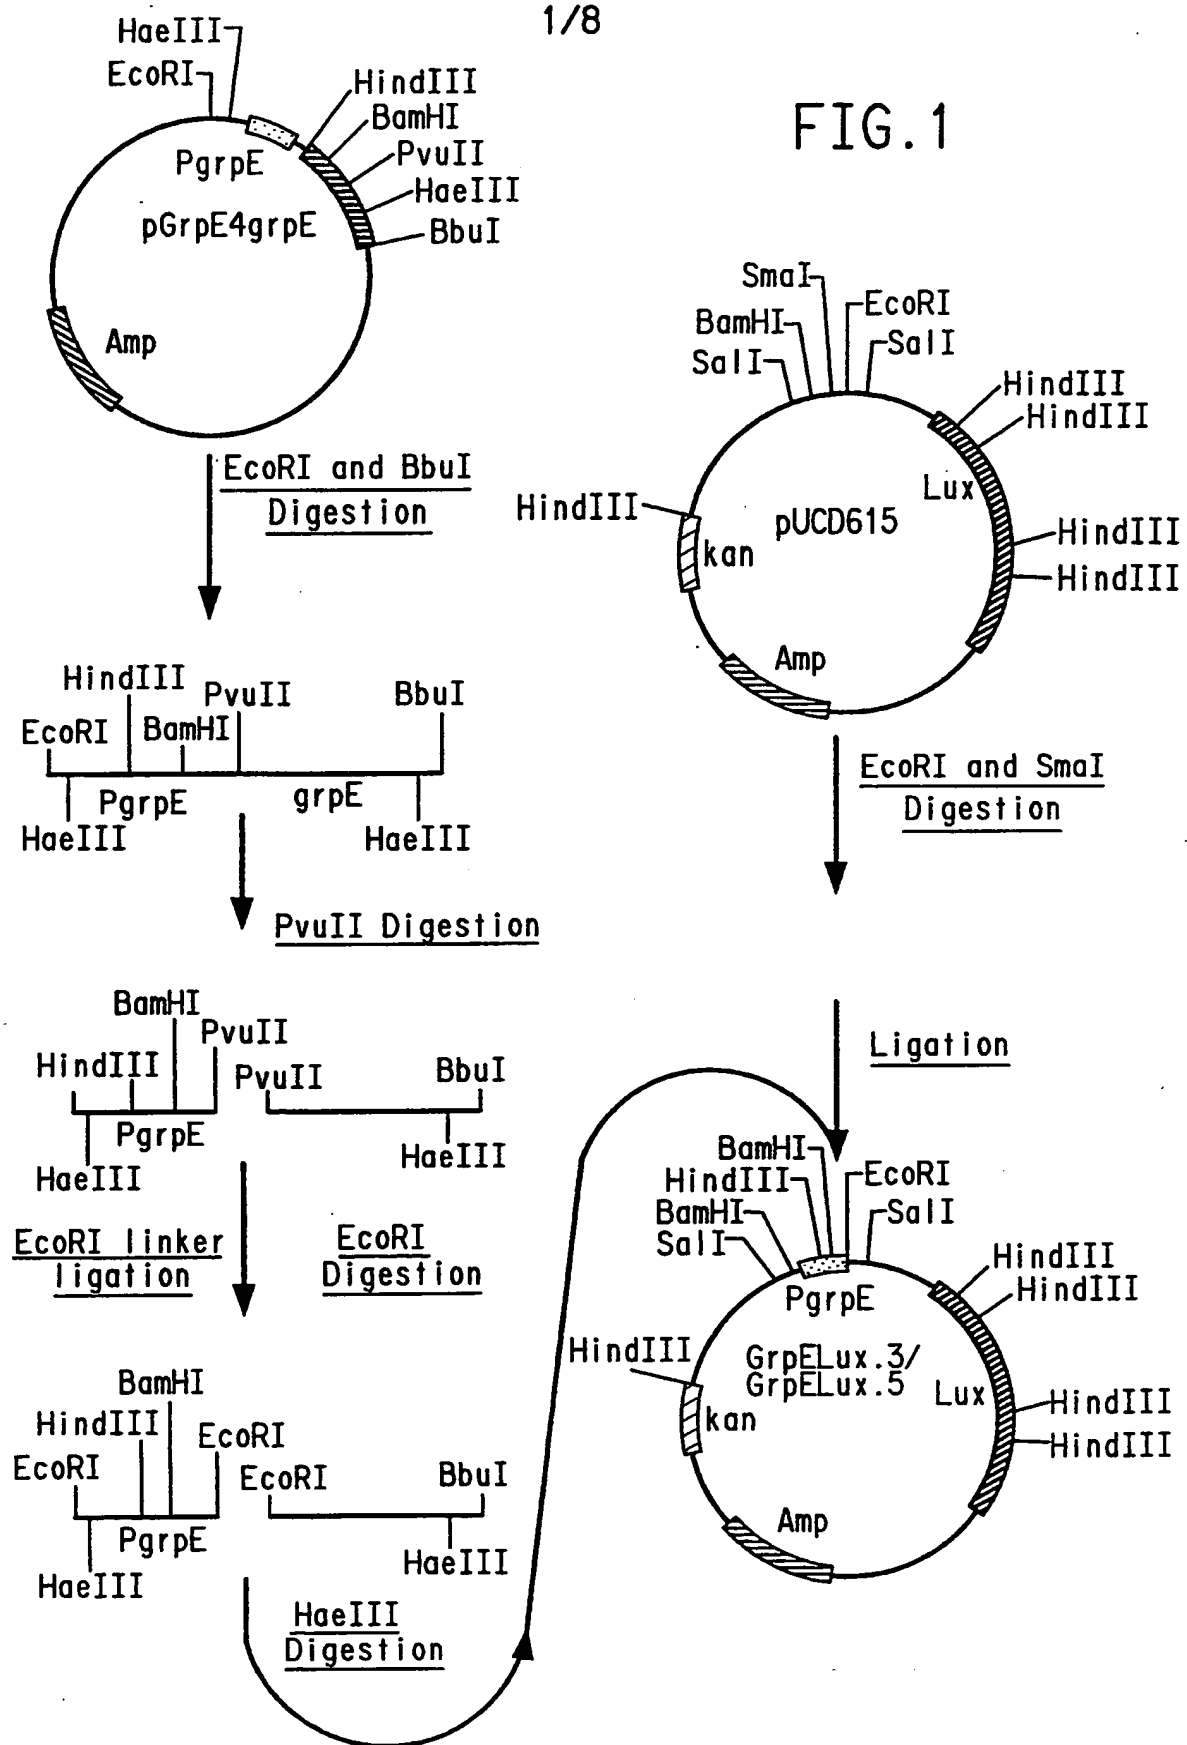 1/8
FIG.1
HaeIII
EcoRI
HindIII
BamHI
PvuII
HaeIII
BbuI
PgrpE
pGrpE4grpE
Amp
EcoRI and BbuI
Digestion
SmaI
BamHI
SalI
EcoRI
SalI
HindIII
HindIII
Lux
HindIII
pUCD615
kan
HindIII
HindIII
Amp
EcoRI and SmaI
Digestion
HindIII
PvuII
BbuI
EcoRI
BamHI
PgrpE
grpE
HaeIII
HaeIII
PvuII Digestion
BamHI
PvuII
HindIII
PvuII
BbuI
PgrpE
HaeIII
HaeIII
EcoRI linker
ligation
EcoRI
Digestion
BamHI
HindIII
EcoRI
EcoRI
EcoRI
BbuI
PgrpE
HaeIII
HaeIII
HaeIII
Digestion
Ligation
BamHI
HindIII
BamHI
SalI
EcoRI
SalI
PgrpE
HindIII
HindIII
HindIII
GrpELux.3/
GrpELux.5
Lux
kan
HindIII
HindIII
Amp